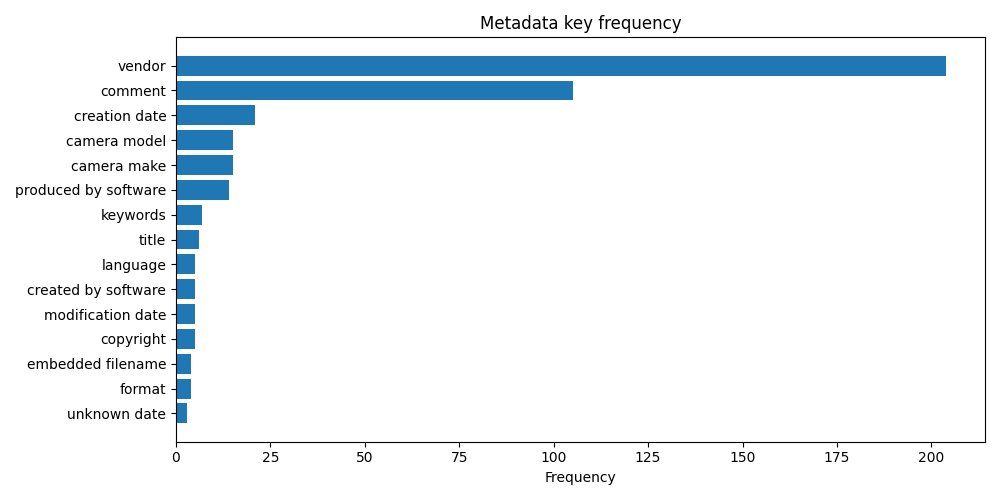 Metadata key frequency
vendor
comment
creation date
camera model
camera make
produced by software
keywords
title
language
created by software
modification date
copyright
embedded filename
format
unknown date
0 25 50 75 100 125 150 175 200
Frequency